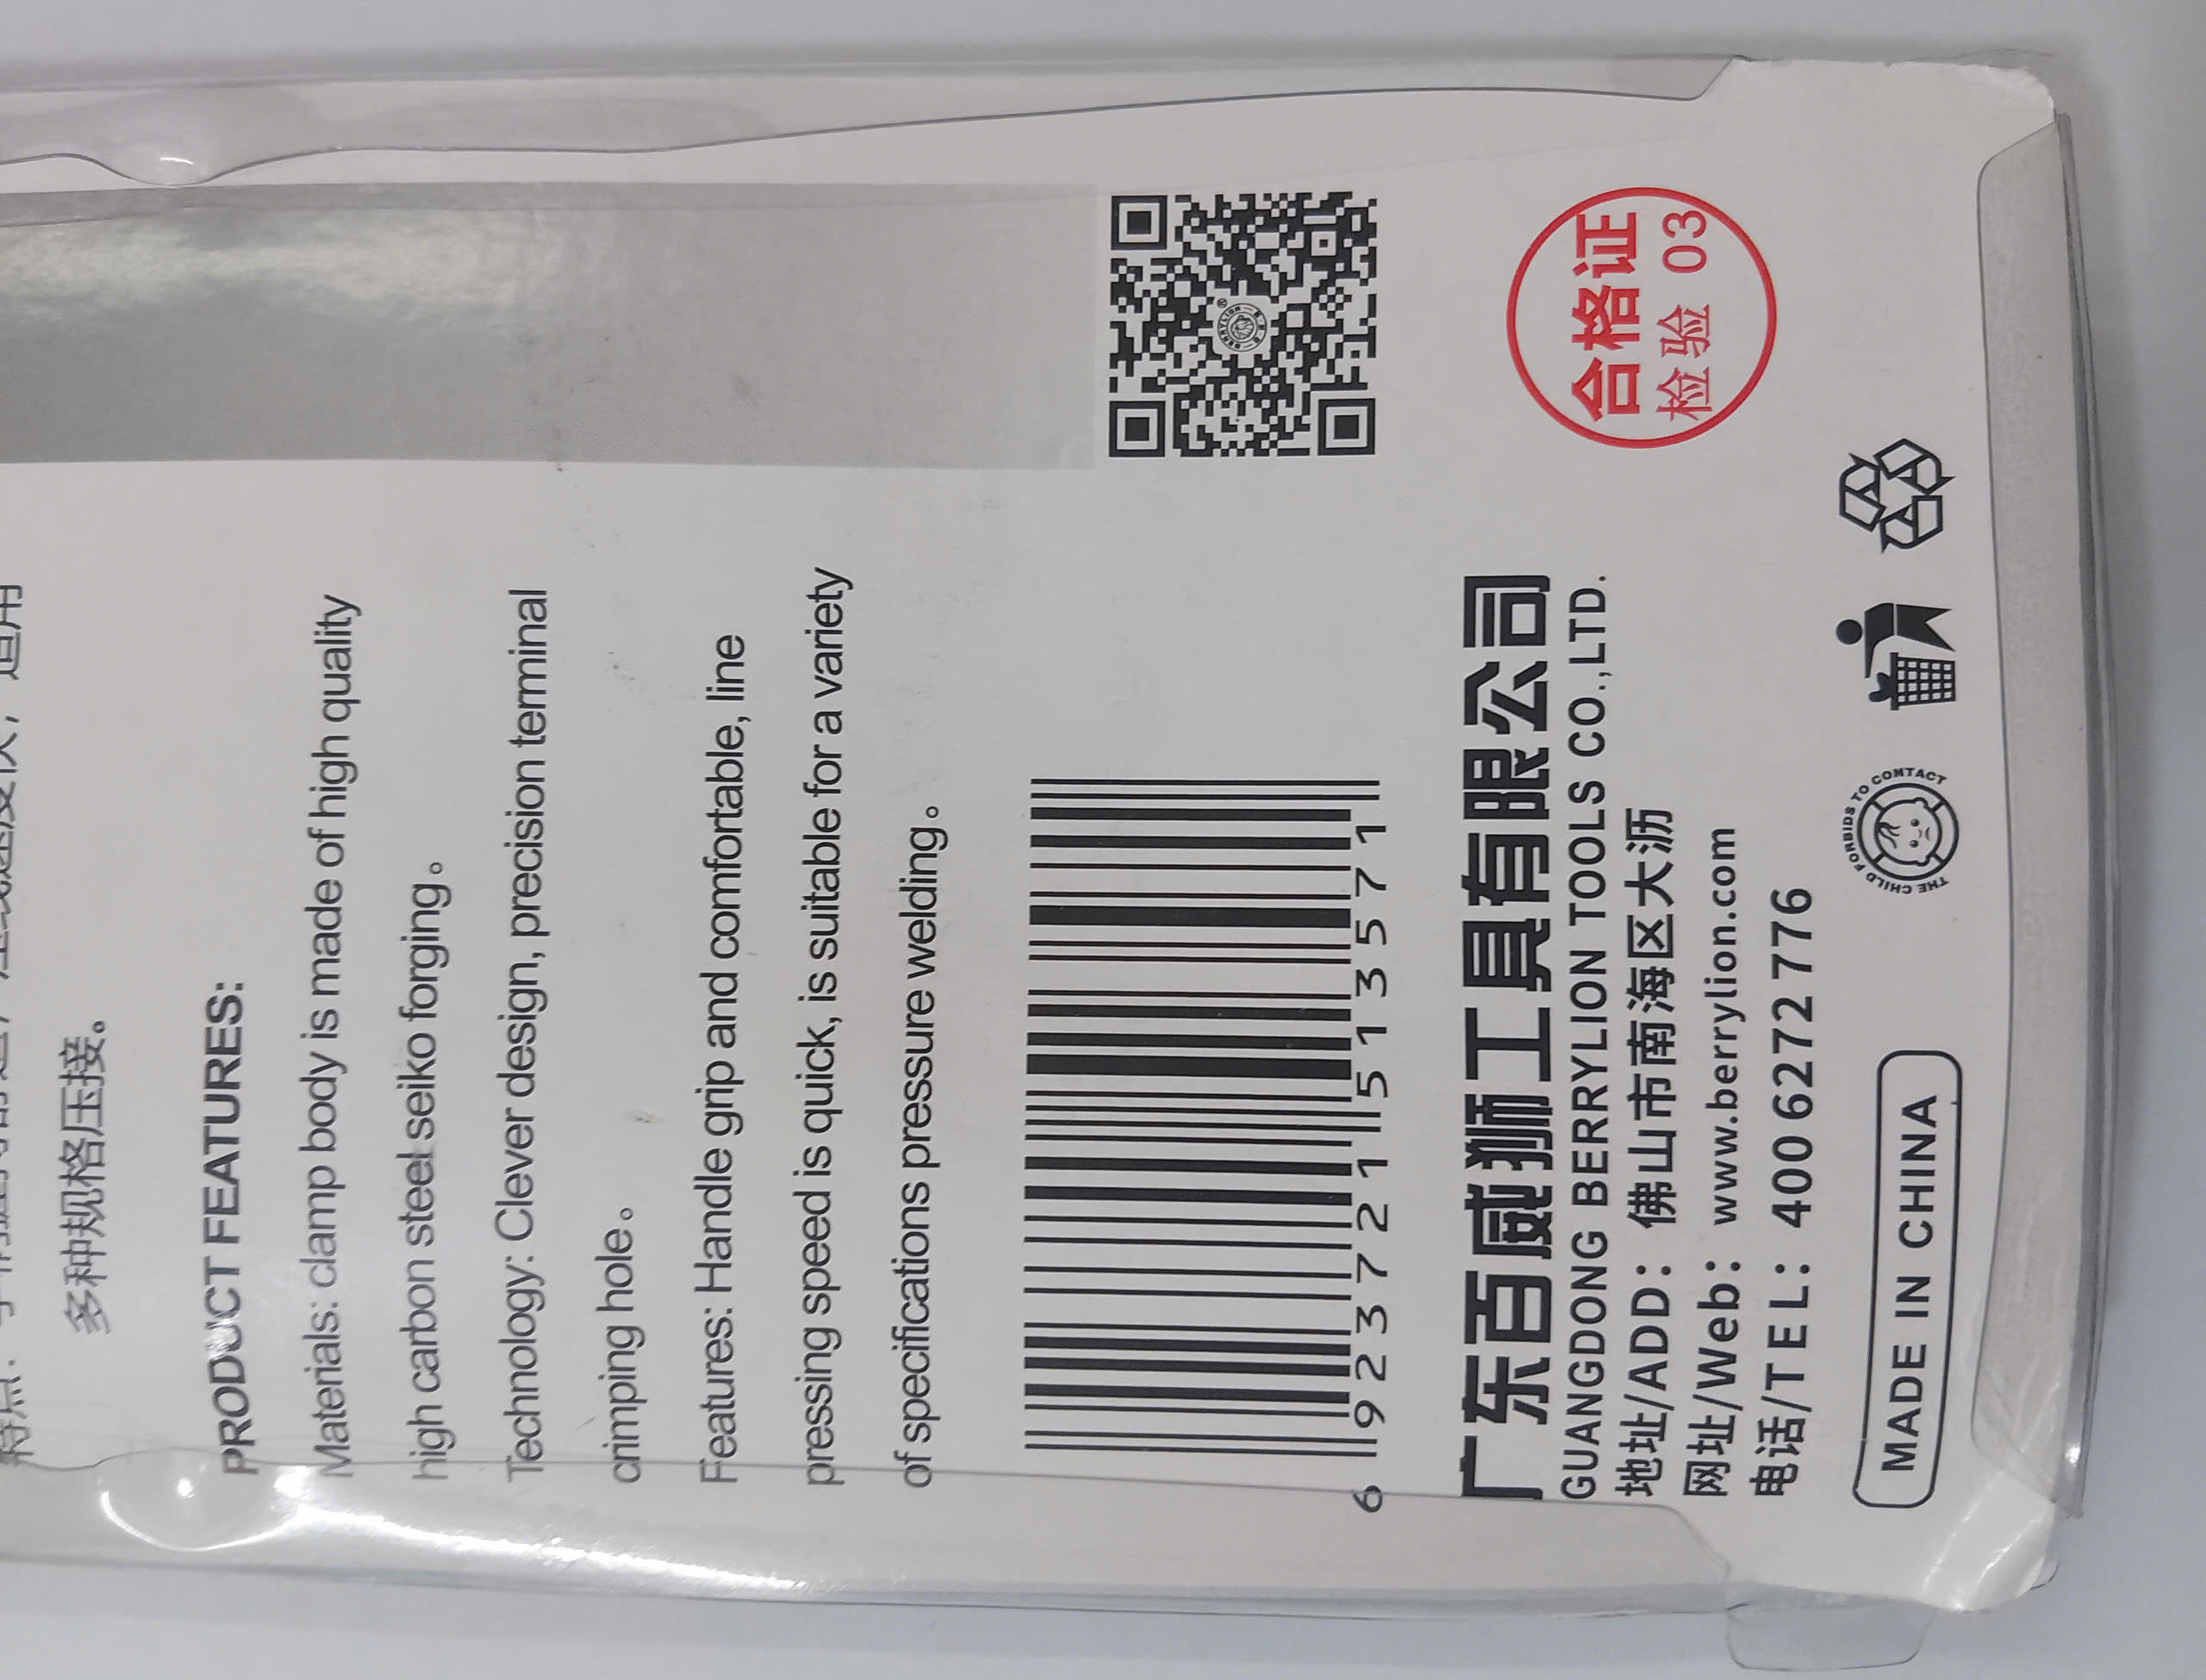 多种规格压接。
PRODUCT FEATURES:
Materials: clamp body is made of high quality
high carbon steel seiko forging。
Technology: Clever design, precision terminal
crimping hole。
Features: Handle grip and comfortable, line
pressing speed is quick, is suitable for a variety
of specifications pressure welding。
6 923721 513571
广东百威狮工具有限公司
GUANGDONG BERRYLION TOOLS CO.,LTD.
地址/ADD：佛山市南海区大沥
网址/Web：www.berrylion.com
电话/TEL：400 6272 776
合格证
检验 03
MADE IN CHINA
THE CHILD FORBIDS TO CONTACT